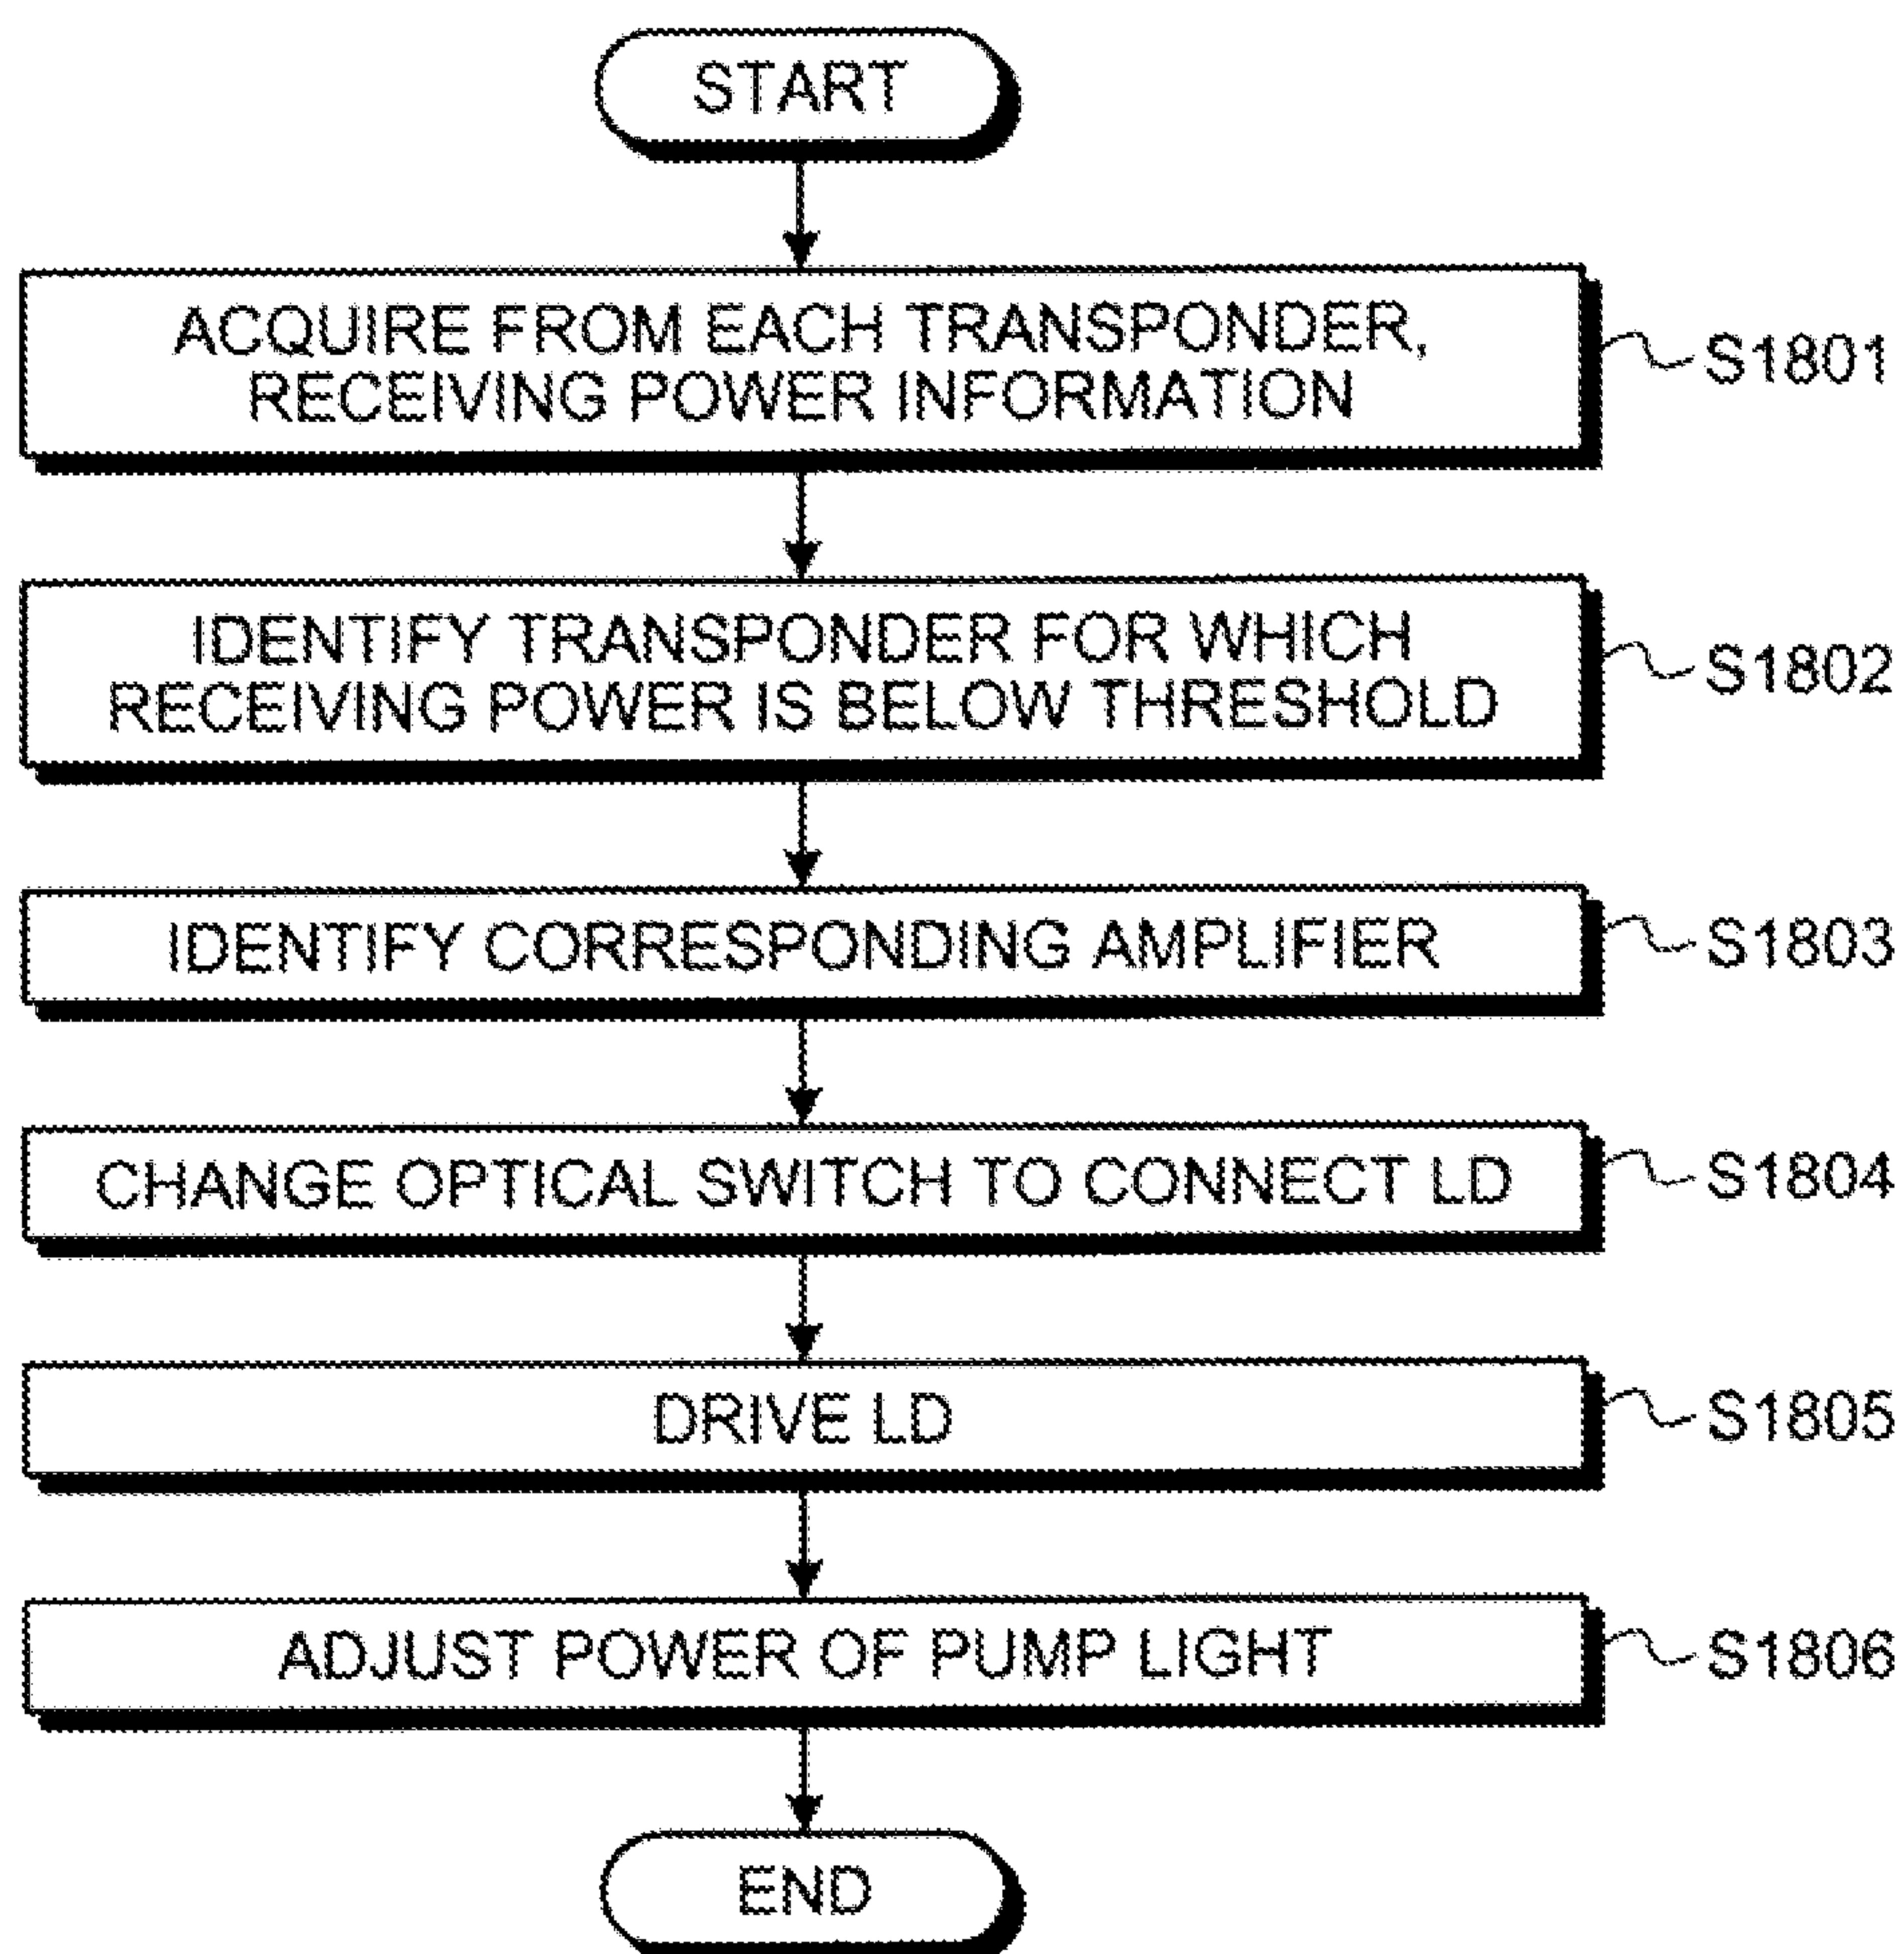 START
ACQUIRE FROM EACH TRANSPONDER,
RECEIVING POWER INFORMATION
S1801
IDENTIFY TRANSPONDER FOR WHICH
RECEIVING POWER IS BELOW THRESHOLD
S1802
IDENTIFY CORRESPONDING AMPLIFIER
S1803
CHANGE OPTICAL SWITCH TO CONNECT LD
S1804
DRIVE LD
S1805
ADJUST POWER OF PUMP LIGHT
S1806
END